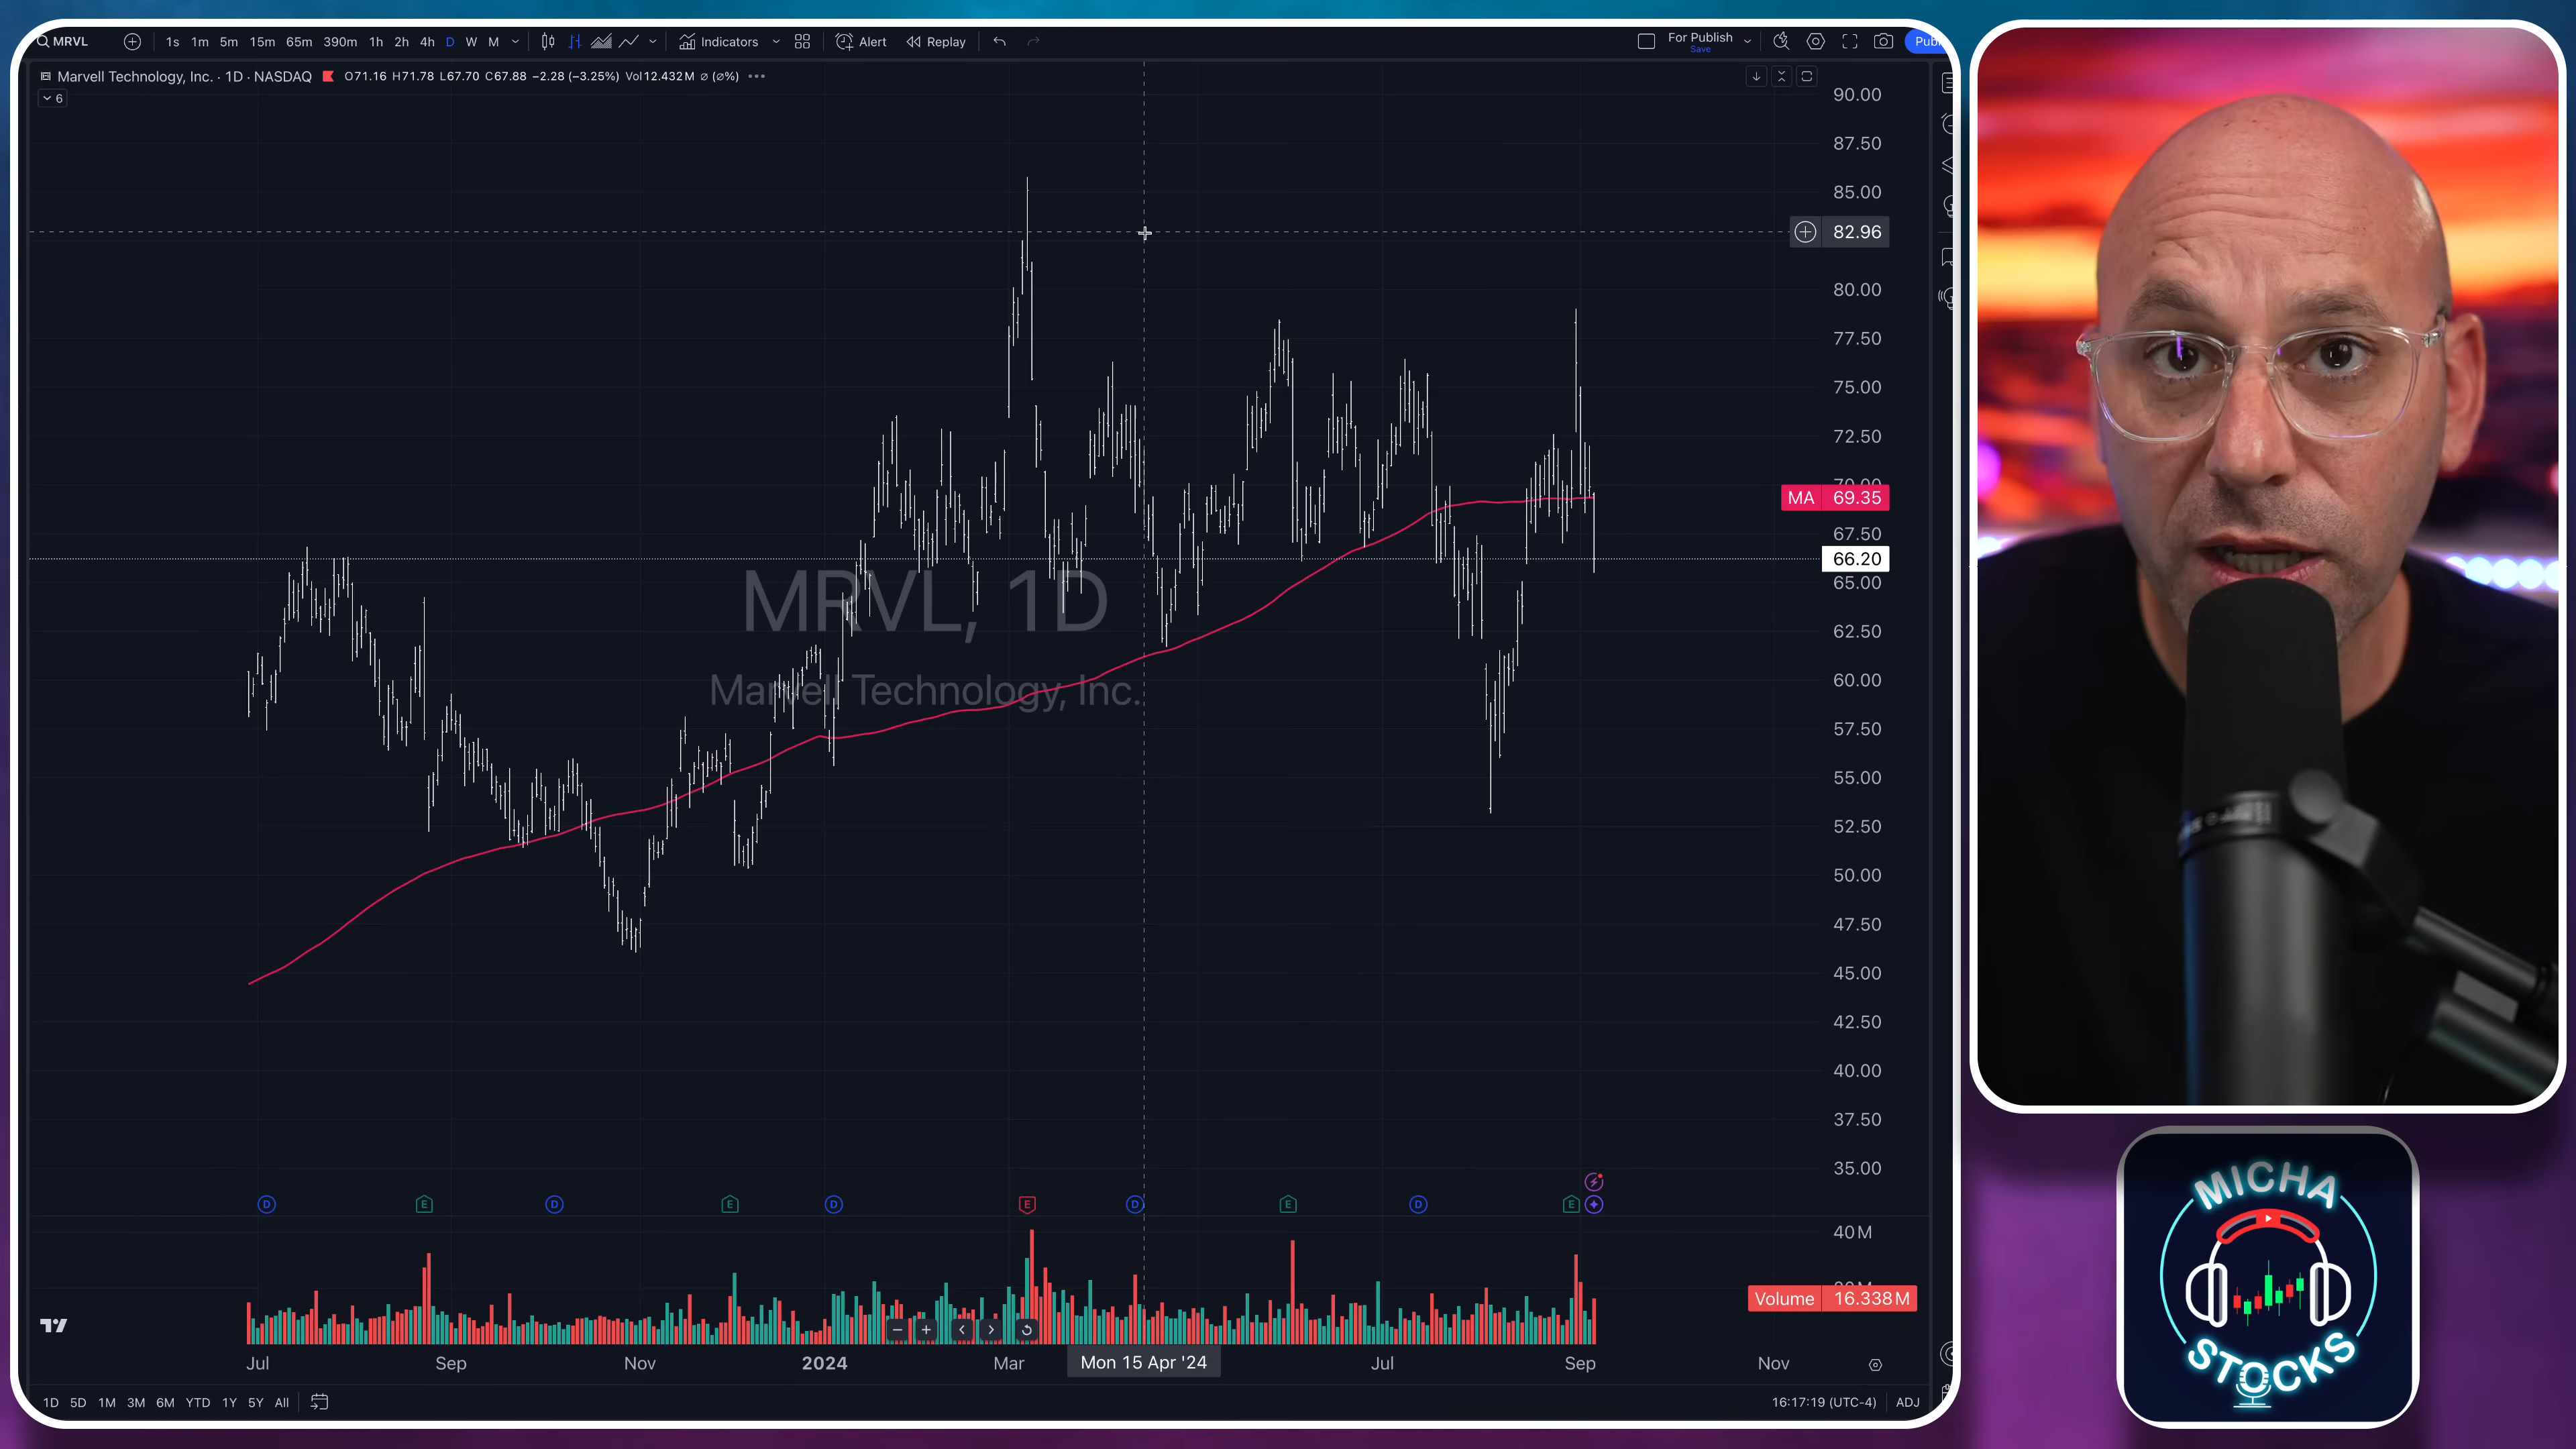 MRVL 1s 1m 5m 15m 65m 390m 1h 2h 4h D W M Indicators Alert Replay For Publish
Save
Marvell Technology, Inc. · 1D · NASDAQ O71.16 H71.78 L67.70 C67.88 −2.28 (−3.25%) Vol12.432M ∅ (∅%)
6
90.00
87.50
85.00
82.96
80.00
77.50
75.00
72.50
MA 69.35
67.50
66.20
65.00
62.50
60.00
57.50
55.00
52.50
50.00
47.50
45.00
42.50
40.00
37.50
35.00
MRVL, 1D
Marvell Technology, Inc.
D E D E D E D E D E
40M
Volume 16.338M
Jul Sep Nov 2024 Mar Mon 15 Apr '24 Jul Sep Nov
1D 5D 1M 3M 6M YTD 1Y 5Y All 16:17:19 (UTC-4) ADJ
MICHA
STOCKS